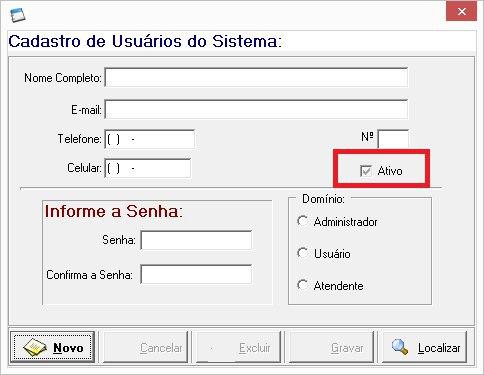 Cadastro de Usuários do Sistema:
Nome Completo:
E-mail:
Telefone: ( ) -
Nº
Celular: ( ) -
Ativo
Informe a Senha:
Senha:
Confirma a Senha:
Domínio:
Administrador
Usuário
Atendente
Novo Cancelar Excluir Gravar Localizar